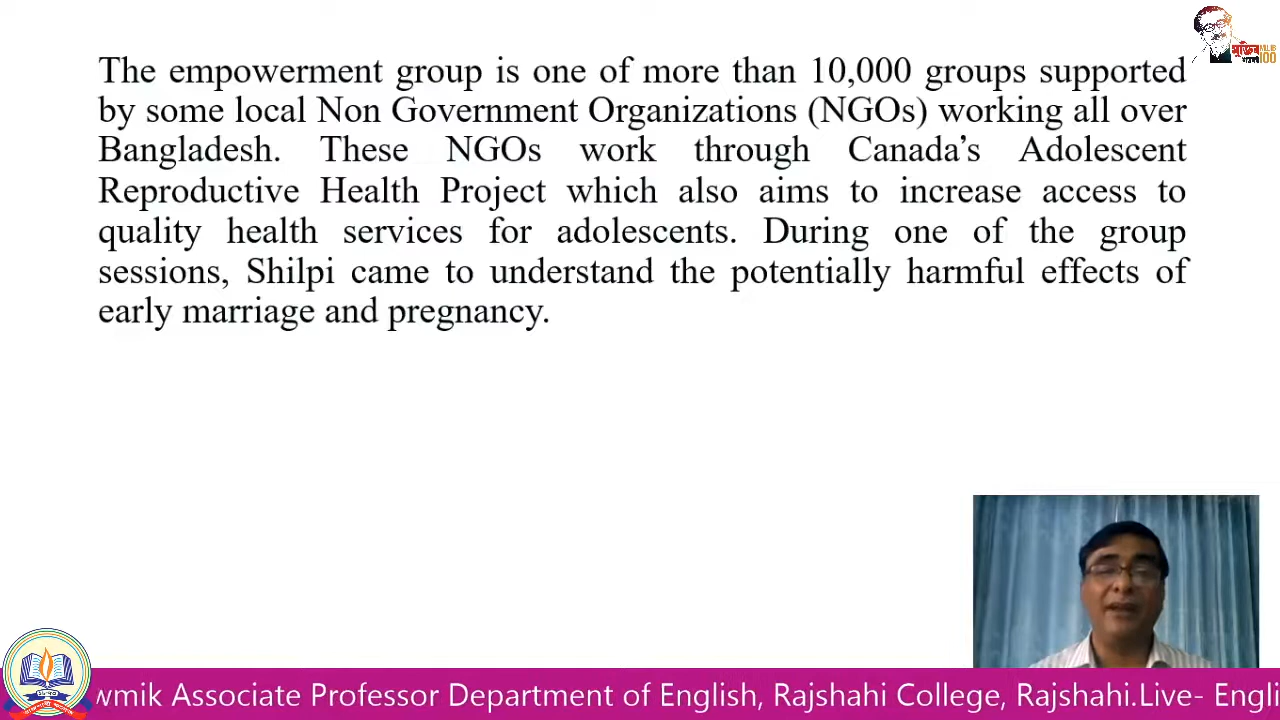 মুজিব MUJIB
শতবর্ষ 100
The empowerment group is one of more than 10,000 groups supported
by some local Non Government Organizations (NGOs) working all over
Bangladesh. These NGOs work through Canada's Adolescent
Reproductive Health Project which also aims to increase access to
quality health services for adolescents. During one of the group
sessions, Shilpi came to understand the potentially harmful effects of
early marriage and pregnancy.
wmik Associate Professor Department of English, Rajshahi College, Rajshahi.Live- Engli